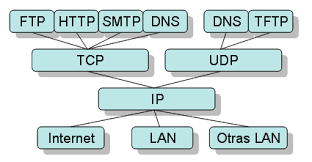 FTP HTTP SMTP DNS DNS TFTP
TCP UDP
IP
Internet LAN Otras LAN